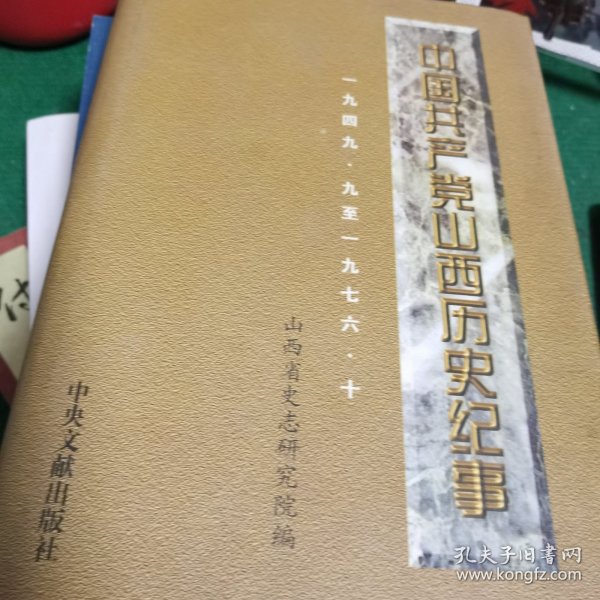 中国共产党山西历史纪事
一九四九·九至一九七六·十
山西省史志研究院编
中央文献出版社
孔夫子旧书网
www.kongfz.com